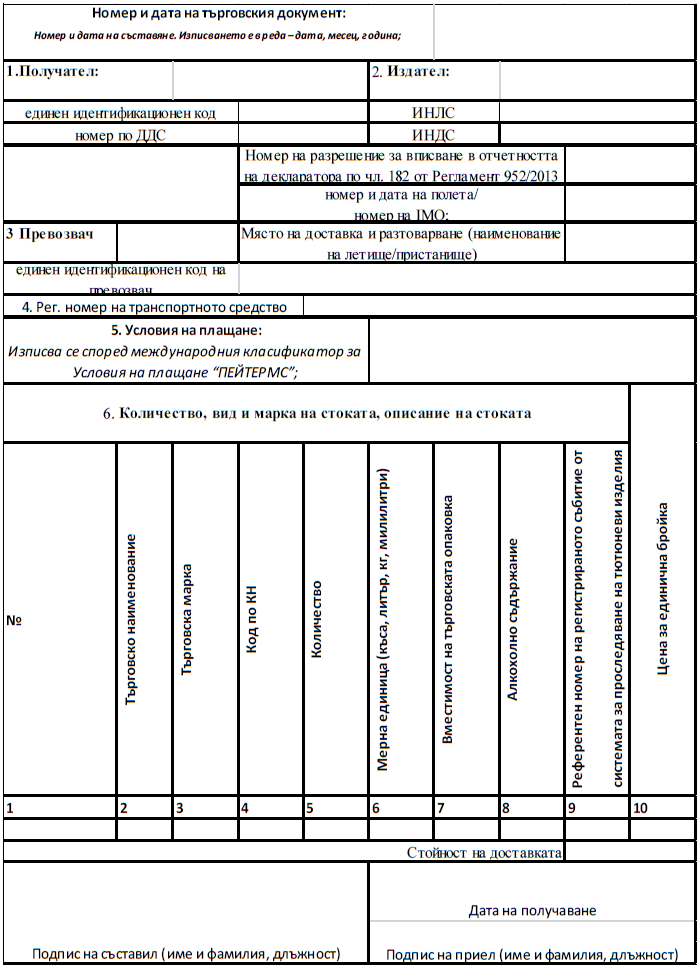 Номер и дата на търговския документ:
Номер и дата на съставяне. Изписването е в реда – дата, месец, година;
1.Получател:
2. Издател:
единен идентификационен код
ИНЛС
номер по ДДС
ИНДС
Номер на разрешение за вписване в отчетността
на декларатора по чл. 182 от Регламент 952/2013
номер и дата на полета/
номер на IMO:
3 Превозвач
Място на доставка и разтоварване (наименование
на летище/пристанище)
единен идентификационен код на
превозвач
4. Рег. номер на транспортното средство
5. Условия на плащане:
Изписва се според международния класификатор за
Условия на плащане “ПЕЙТЕРМС”;
6. Количество, вид и марка на стоката, описание на стоката
№
Търговско наименование
Търговска марка
Код по КН
Количество
Мерна единица (къса, литър, кг, милилитри)
Вместимост на търговската опаковка
Алкохолно съдържание
Референтен номер на регистрираното събитие от
системата за проследяване на тютюневи изделия
Цена за единична бройка
1 2 3 4 5 6 7 8 9 10
Стойност на доставката
Дата на получаване
Подпис на съставил (име и фамилия, длъжност)
Подпис на приел (име и фамилия, длъжност)